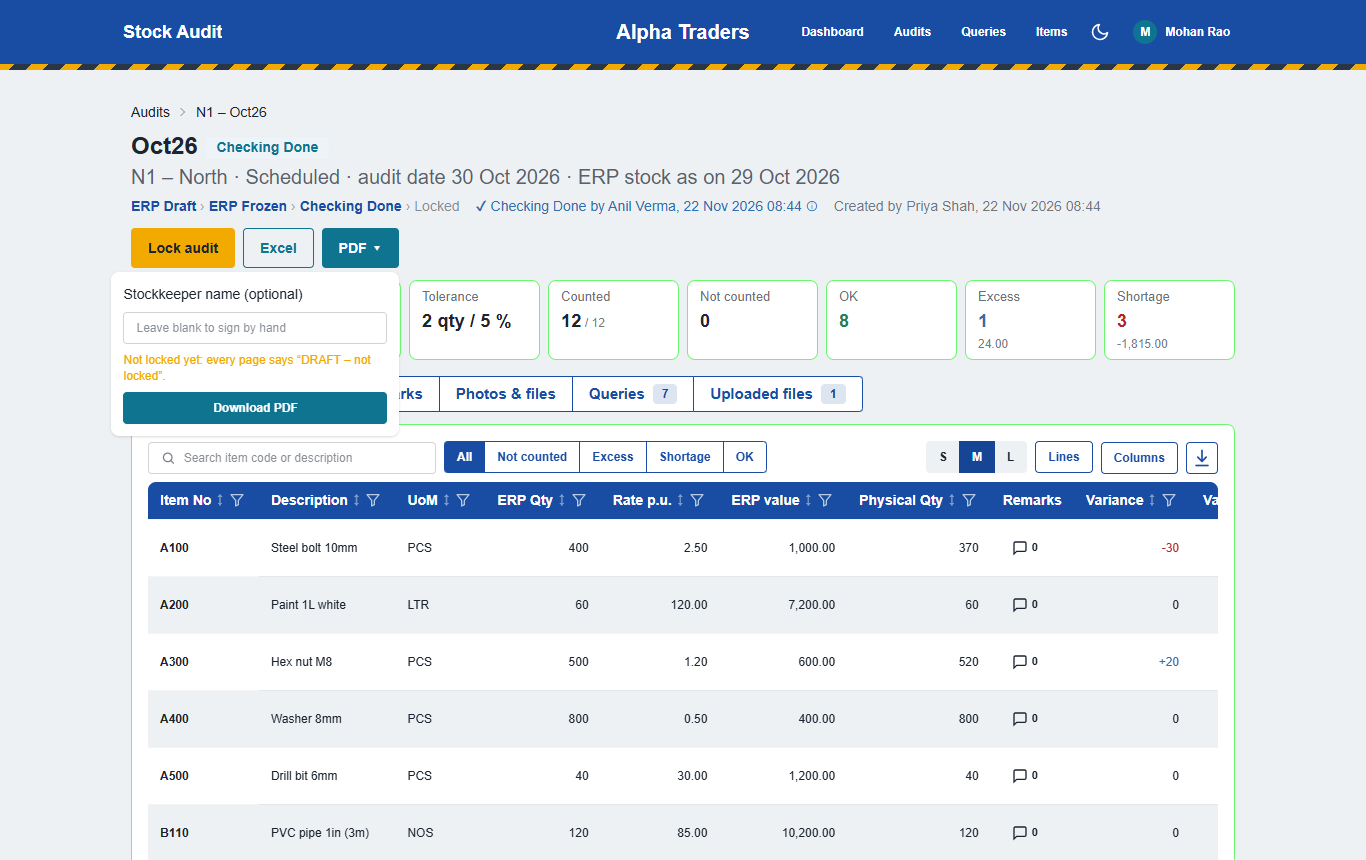 Stock Audit
Alpha Traders
Dashboard Audits Queries Items M Mohan Rao
Audits N1 – Oct26
Oct26 Checking Done
N1 – North · Scheduled · audit date 30 Oct 2026 · ERP stock as on 29 Oct 2026
ERP Draft › ERP Frozen › Checking Done › Locked ✓ Checking Done by Anil Verma, 22 Nov 2026 08:44 Created by Priya Shah, 22 Nov 2026 08:44
Lock audit Excel PDF
Stockkeeper name (optional)
Leave blank to sign by hand
Not locked yet: every page says “DRAFT – not
locked”.
Download PDF
Tolerance
2 qty / 5 %
Counted
12 / 12
Not counted
0
OK
8
Excess
1
24.00
Shortage
3
-1,815.00
rks Photos & files Queries 7 Uploaded files 1
Search item code or description All Not counted Excess Shortage OK S M L Lines Columns
Item No Description UoM ERP Qty Rate p.u. ERP value Physical Qty Remarks Variance Va
A100 Steel bolt 10mm PCS 400 2.50 1,000.00 370 0 -30
A200 Paint 1L white LTR 60 120.00 7,200.00 60 0 0
A300 Hex nut M8 PCS 500 1.20 600.00 520 0 +20
A400 Washer 8mm PCS 800 0.50 400.00 800 0 0
A500 Drill bit 6mm PCS 40 30.00 1,200.00 40 0 0
B110 PVC pipe 1in (3m) NOS 120 85.00 10,200.00 120 0 0